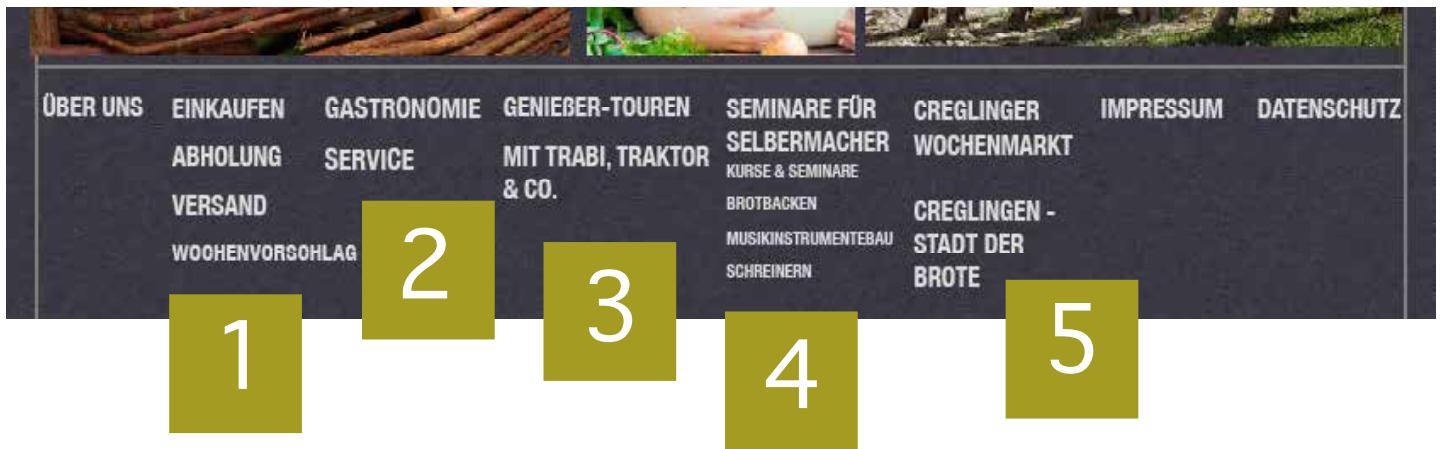 ÜBER UNS
EINKAUFEN
ABHOLUNG
VERSAND
WOCHENVORSCHLAG
GASTRONOMIE
SERVICE
GENIEßER-TOUREN
MIT TRABI, TRAKTOR
& CO.
SEMINARE FÜR
SELBERMACHER
KURSE & SEMINARE
BROTBACKEN
MUSIKINSTRUMENTEBAU
SCHREINERN
CREGLINGER
WOCHENMARKT
CREGLINGEN -
STADT DER
BROTE
IMPRESSUM
DATENSCHUTZ
1
2
3
4
5